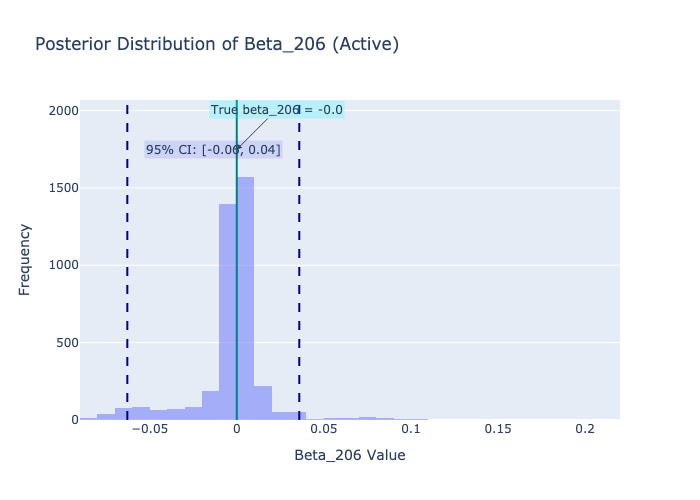 Posterior Distribution of Beta_206 (Active)
True beta_206 = -0.0
95% CI: [-0.06, 0.04]
2000
1500
1000
500
0
Frequency
−0.05
0
0.05
0.1
0.15
0.2
Beta_206 Value